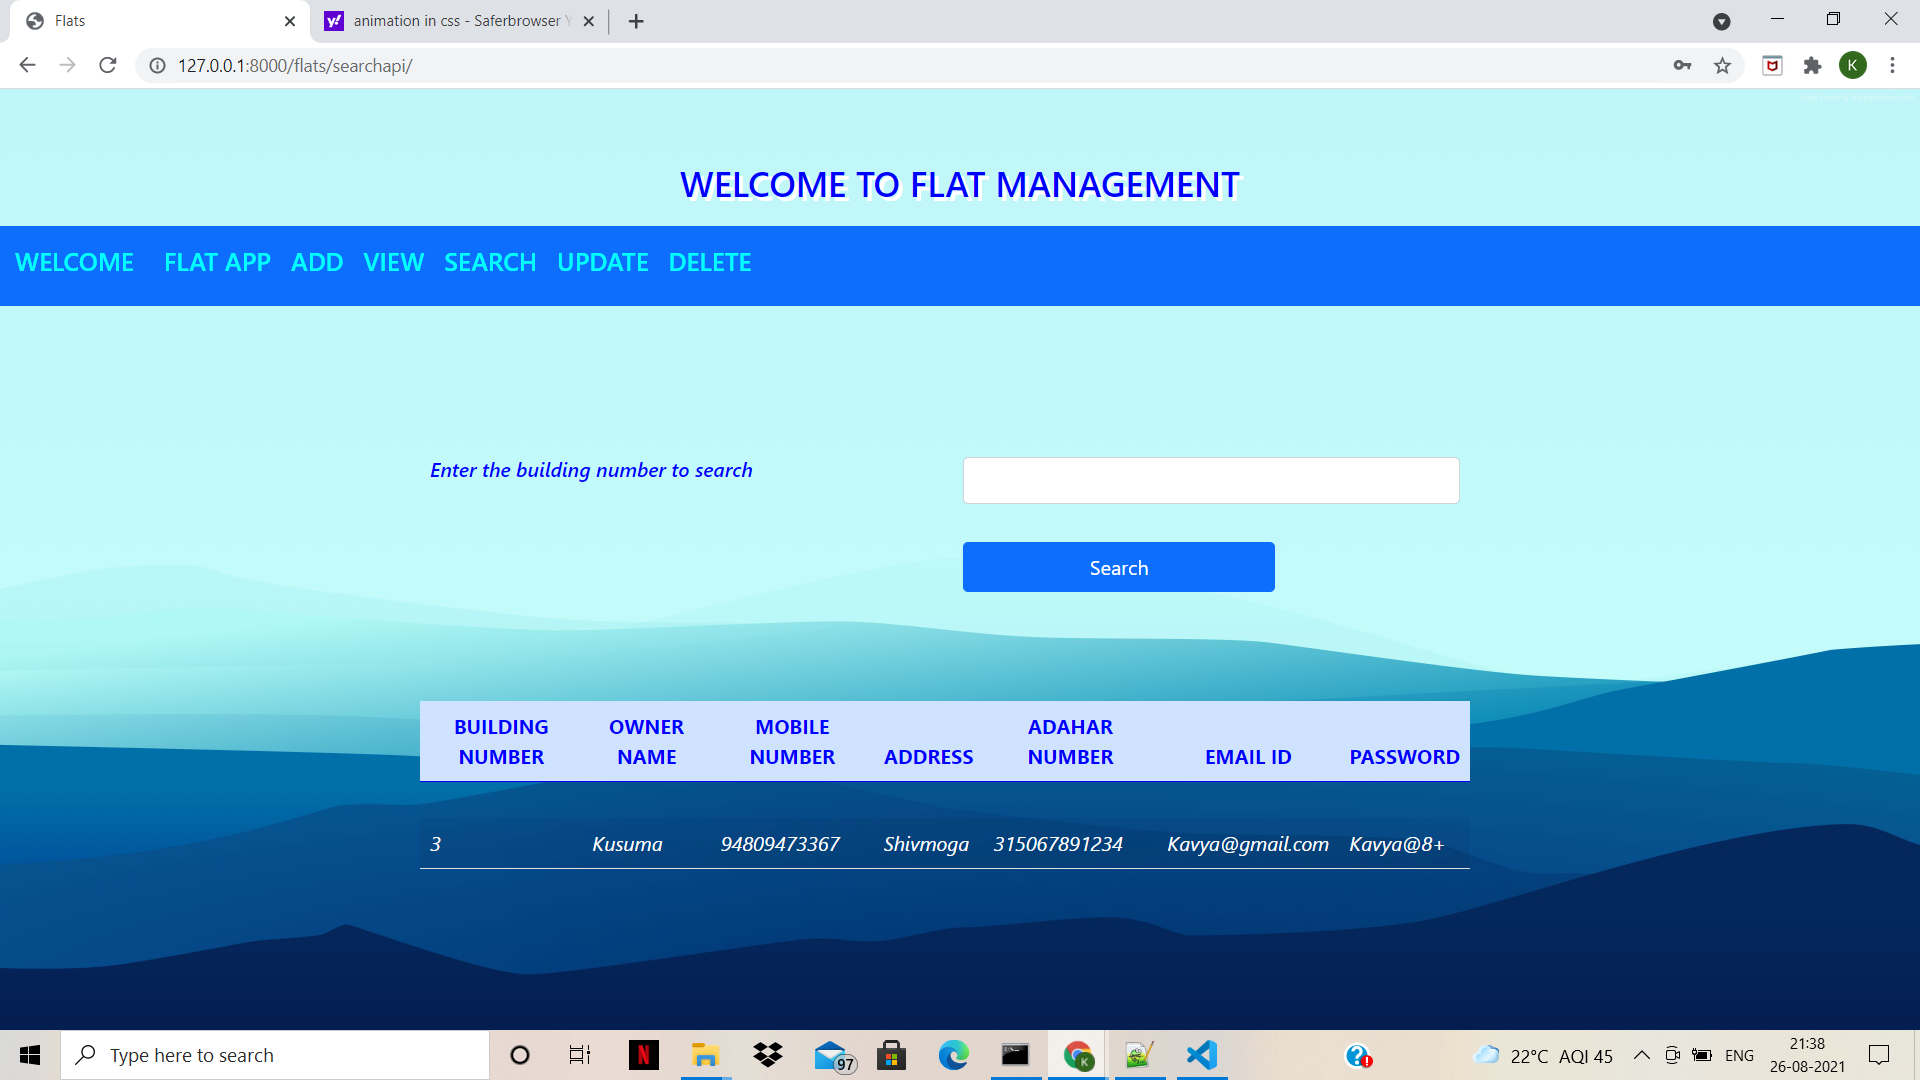 Flats
animation in css - Saferbrowser Y
127.0.0.1:8000/flats/searchapi/
K
WELCOME TO FLAT MANAGEMENT
WELCOME FLAT APP ADD VIEW SEARCH UPDATE DELETE
Enter the building number to search
Search
BUILDING NUMBER OWNER NAME MOBILE NUMBER ADDRESS ADAHAR NUMBER EMAIL ID PASSWORD
3 Kusuma 94809473367 Shivmoga 315067891234 Kavya@gmail.com Kavya@8+
Type here to search
97
K
22°C AQI 45
ENG
21:38
26-08-2021